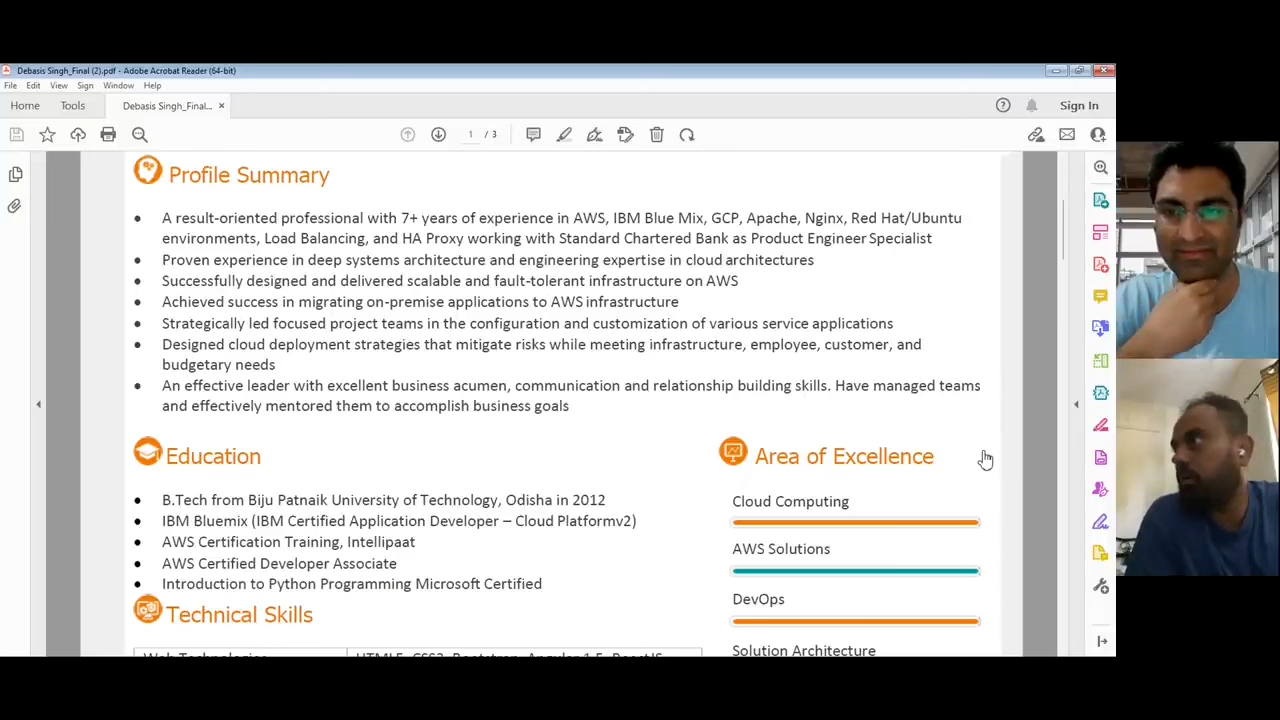 Debasis Singh_Final (2).pdf - Adobe Acrobat Reader (64-bit)
File Edit View Sign Window Help
Home Tools Debasis Singh_Final... × Sign In
1 / 3
Profile Summary
• A result-oriented professional with 7+ years of experience in AWS, IBM Blue Mix, GCP, Apache, Nginx, Red Hat/Ubuntu
environments, Load Balancing, and HA Proxy working with Standard Chartered Bank as Product Engineer Specialist
• Proven experience in deep systems architecture and engineering expertise in cloud architectures
• Successfully designed and delivered scalable and fault-tolerant infrastructure on AWS
• Achieved success in migrating on-premise applications to AWS infrastructure
• Strategically led focused project teams in the configuration and customization of various service applications
• Designed cloud deployment strategies that mitigate risks while meeting infrastructure, employee, customer, and
budgetary needs
• An effective leader with excellent business acumen, communication and relationship building skills. Have managed teams
and effectively mentored them to accomplish business goals
Education
• B.Tech from Biju Patnaik University of Technology, Odisha in 2012
• IBM Bluemix (IBM Certified Application Developer – Cloud Platformv2)
• AWS Certification Training, Intellipaat
• AWS Certified Developer Associate
• Introduction to Python Programming Microsoft Certified
Area of Excellence
Cloud Computing
AWS Solutions
DevOps
Solution Architecture
Technical Skills
Web Technologies HTML5, CSS3, Bootstrap, Angular 1.5, ReactJS